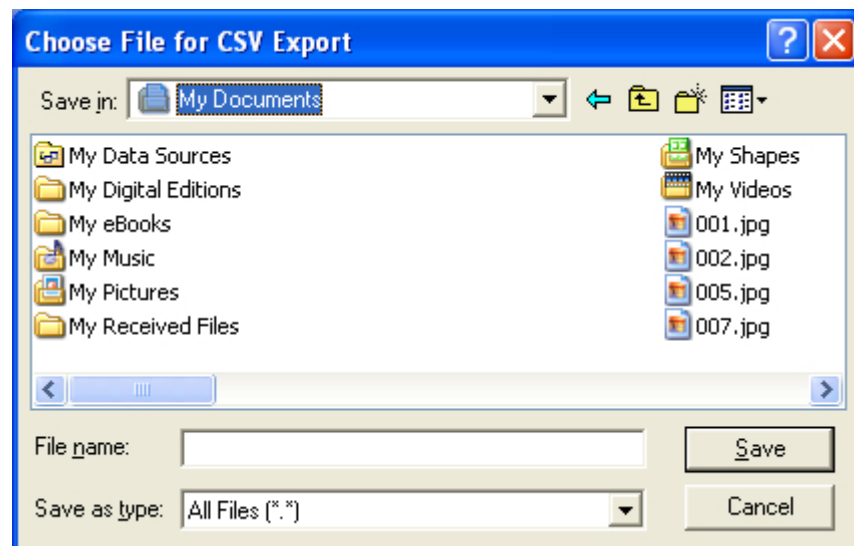 Choose File for CSV Export
Save in: My Documents
My Data Sources
My Digital Editions
My eBooks
My Music
My Pictures
My Received Files
My Shapes
My Videos
001.jpg
002.jpg
005.jpg
007.jpg
File name:
Save
Save as type: All Files (*.*)
Cancel